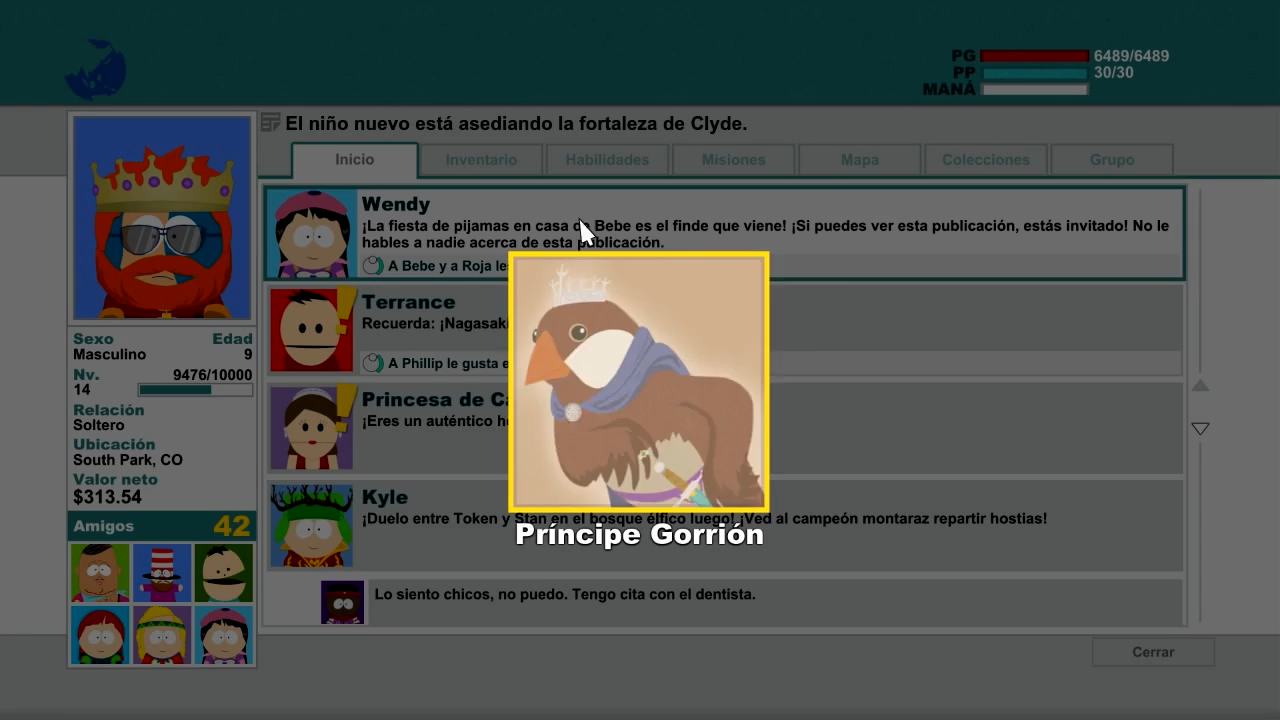 PG 6489/6489
PP 30/30
MANÁ
El niño nuevo está asediando la fortaleza de Clyde.
Inicio Inventario Habilidades Misiones Mapa Colecciones Grupo
Wendy
¡La fiesta de pijamas en casa de Bebe es el finde que viene! ¡Si puedes ver esta publicación, estás invitado! No le
hables a nadie acerca de esta publicación.
A Bebe y a Roja
Terrance
Recuerda:
A Phillip le gusta
Princesa de
¡Eres un auténtico
Kyle
¡Duelo entre Token y Stan en el bosque élfico luego! ¡Ved al campeón montaraz repartir hostias!
Lo siento chicos, no puedo. Tengo cita con el dentista.
Príncipe Gorrión
Sexo Edad
Masculino 9
Nv. 9476/10000
14
Relación
Soltero
Ubicación
South Park, CO
Valor neto
$313.54
Amigos 42
Cerrar